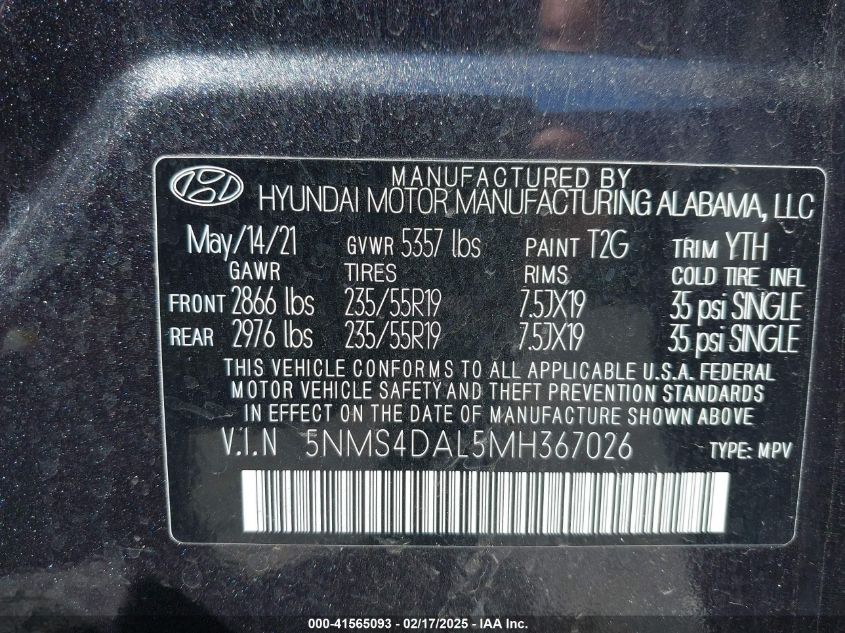 MANUFACTURED BY
HYUNDAI MOTOR MANUFACTURING ALABAMA, LLC
May/14/21 GVWR 5357 lbs PAINT T2G TRIM YTH
GAWR TIRES RIMS COLD TIRE INFL
FRONT 2866 lbs 235/55R19 7.5JX19 35 psi SINGLE
REAR 2976 lbs 235/55R19 7.5JX19 35 psi SINGLE
THIS VEHICLE CONFORMS TO ALL APPLICABLE U.S.A. FEDERAL
MOTOR VEHICLE SAFETY AND THEFT PREVENTION STANDARDS
IN EFFECT ON THE DATE OF MANUFACTURE SHOWN ABOVE
V.I.N 5NMS4DAL5MH367026 TYPE: MPV
000-41565093 - 02/17/2025 - IAA Inc.